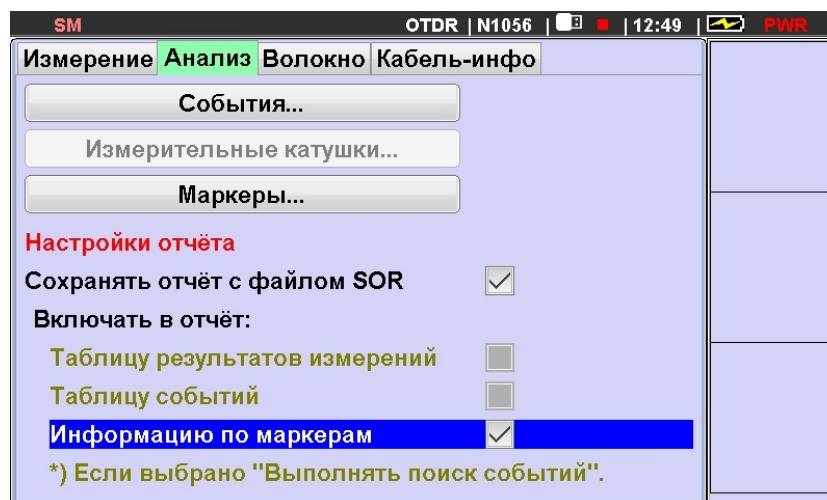 SM OTDR | N1056 | | 12:49 | PWR
Измерение Анализ Волокно Кабель-инфо
События...
Измерительные катушки...
Маркеры...
Настройки отчёта
Сохранять отчёт с файлом SOR
Включать в отчёт:
Таблицу результатов измерений
Таблицу событий
Информацию по маркерам
*) Если выбрано "Выполнять поиск событий".